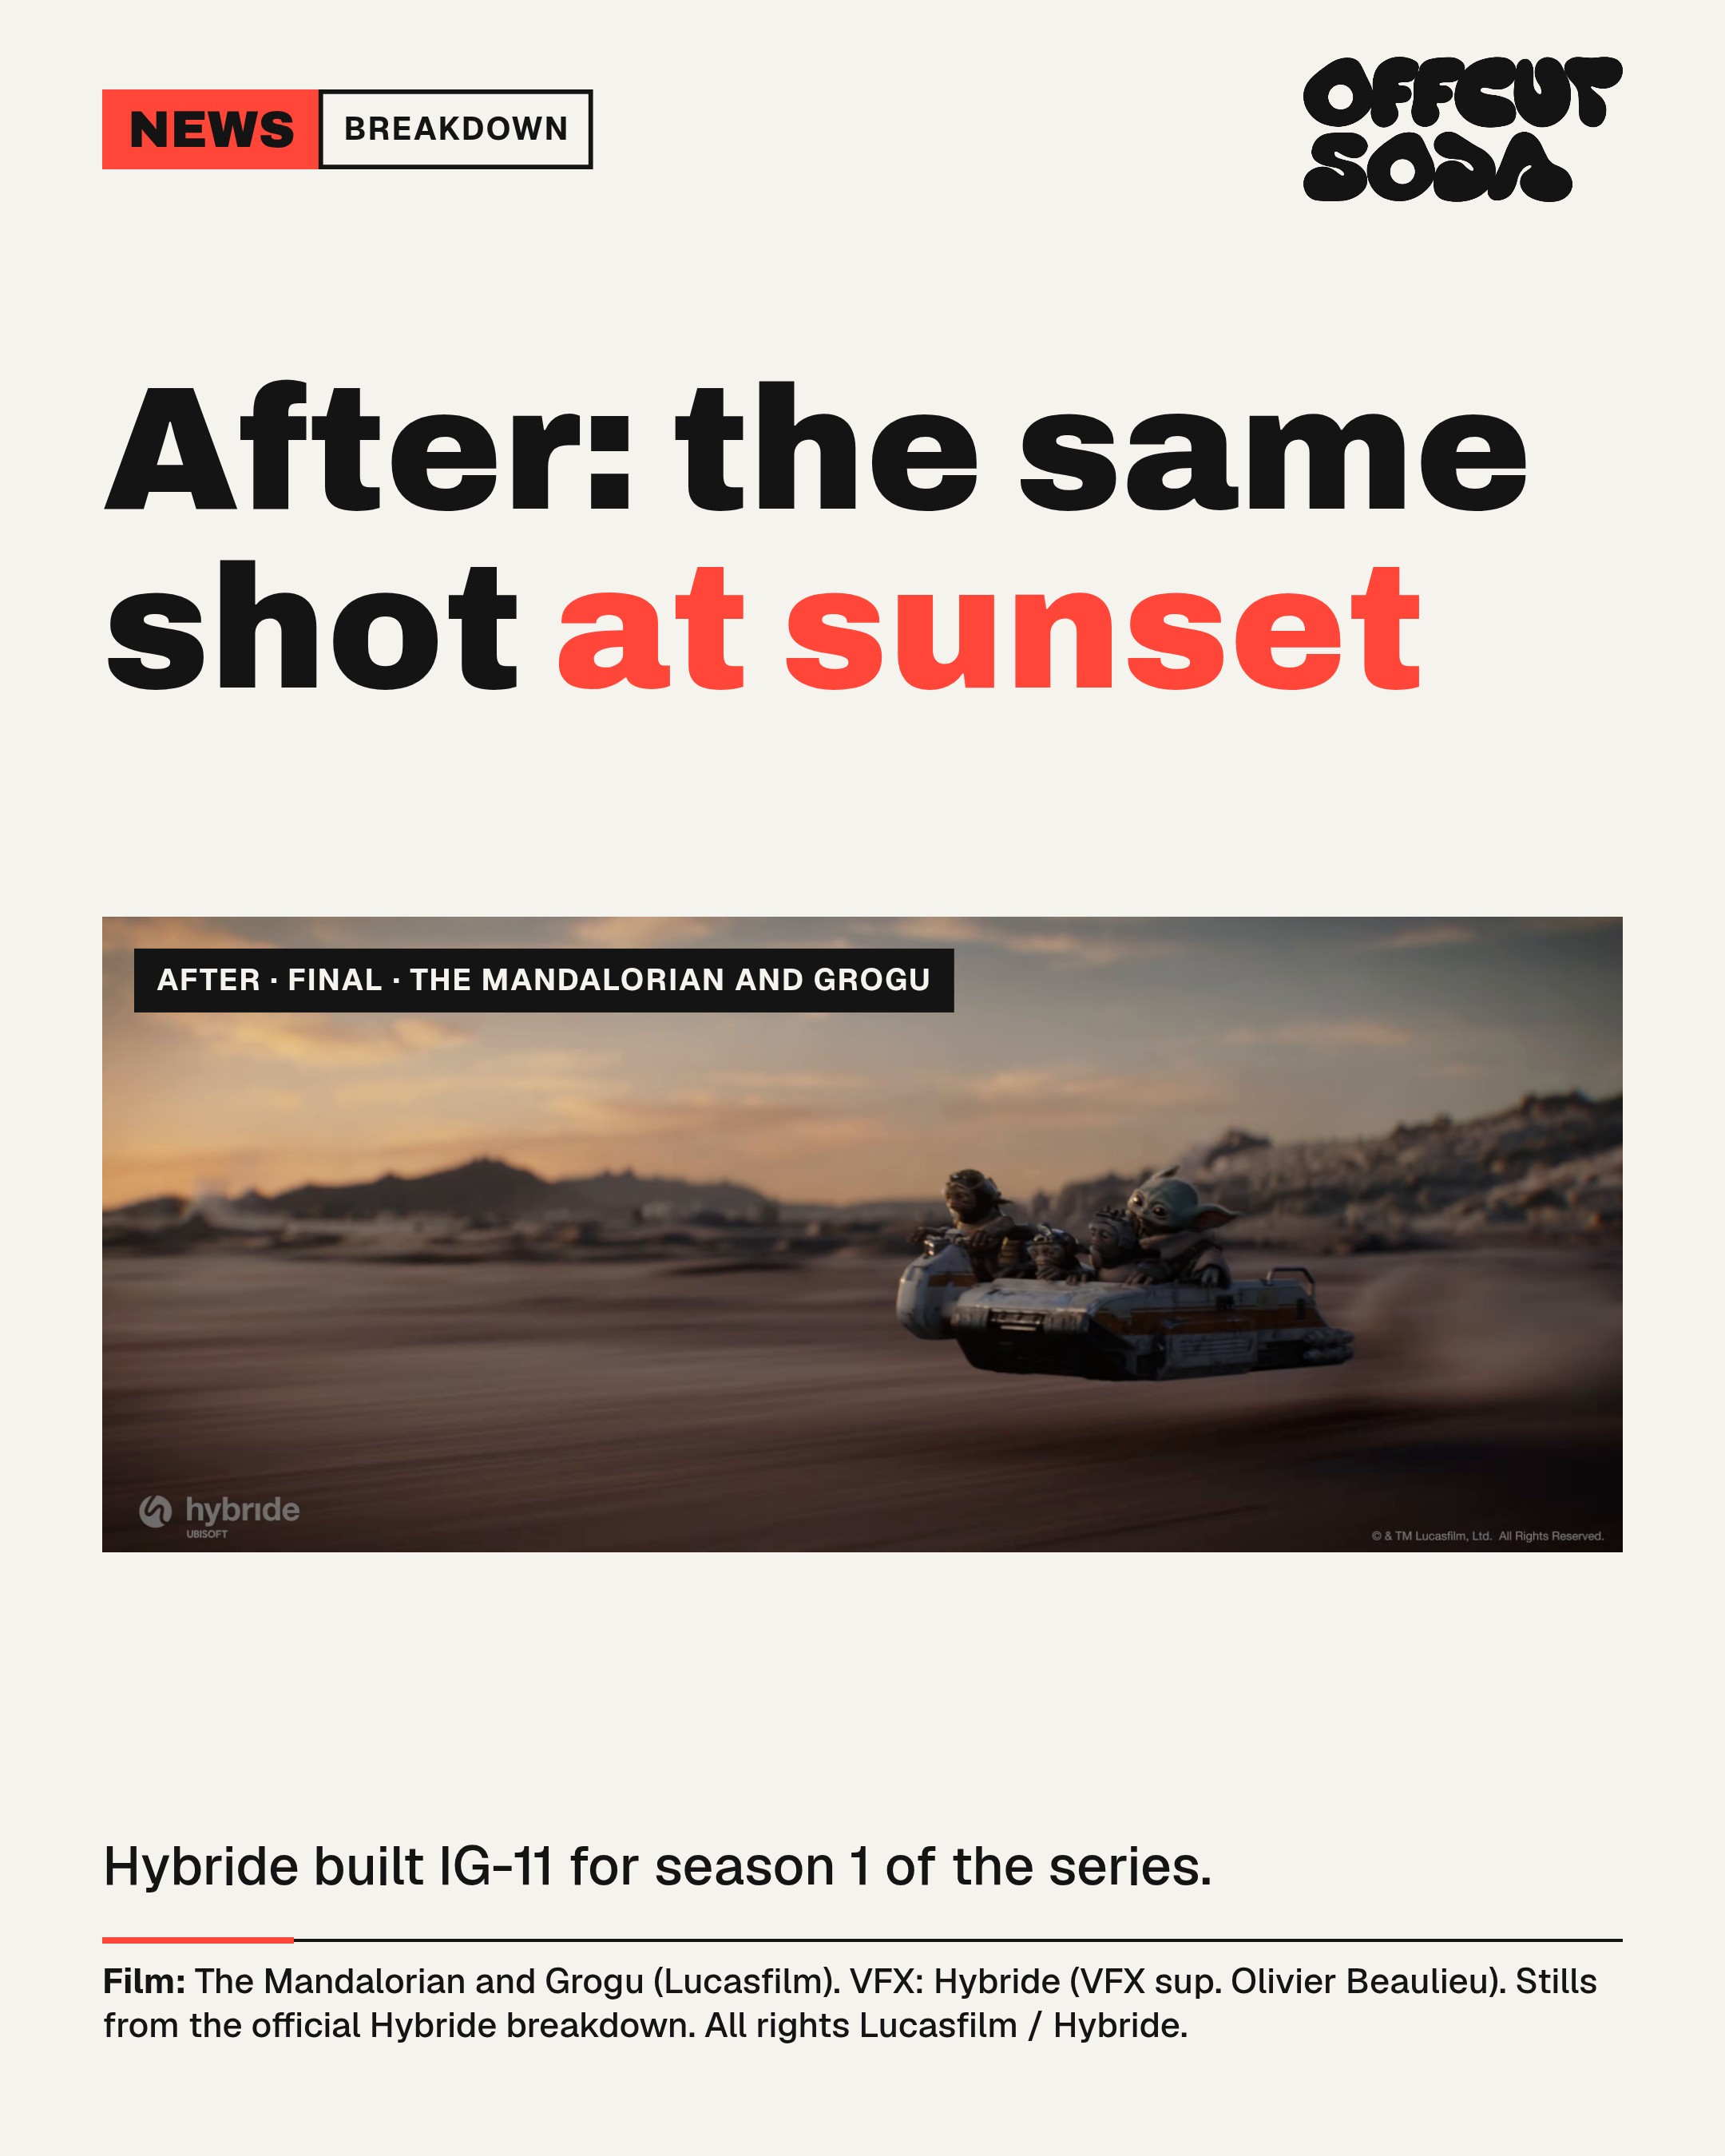 NEWS BREAKDOWN
OFFCUT
SODA
After: the same
shot at sunset
AFTER · FINAL · THE MANDALORIAN AND GROGU
hybride
UBISOFT
© & TM Lucasfilm, Ltd. All Rights Reserved.
Hybride built IG-11 for season 1 of the series.
Film: The Mandalorian and Grogu (Lucasfilm). VFX: Hybride (VFX sup. Olivier Beaulieu). Stills
from the official Hybride breakdown. All rights Lucasfilm / Hybride.